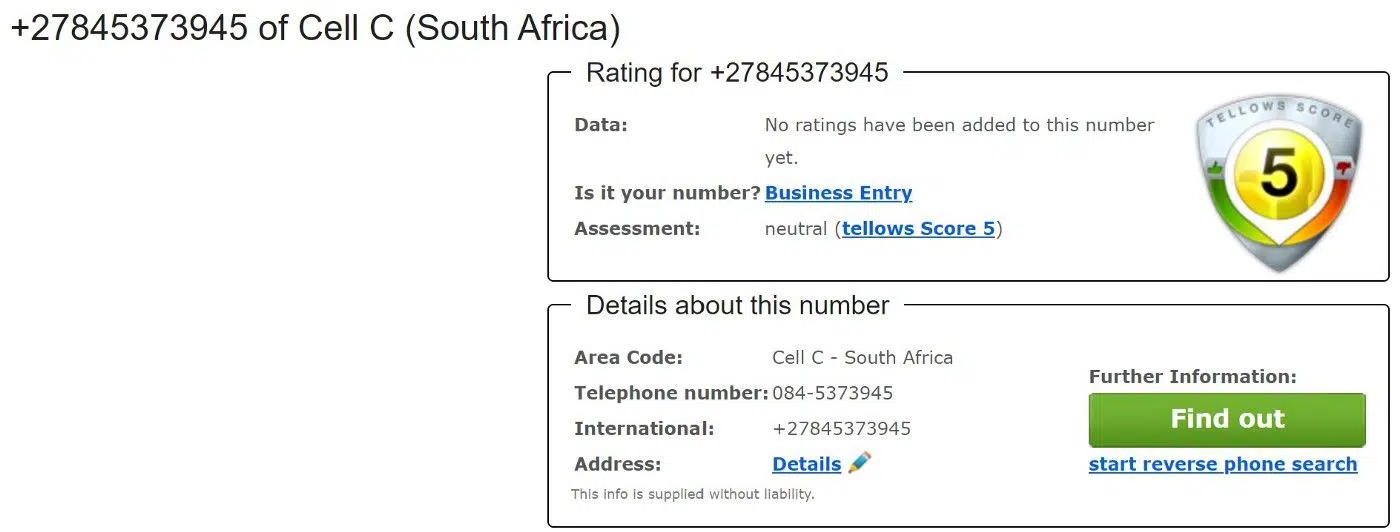 +27845373945 of Cell C (South Africa)
Rating for +27845373945
Data: No ratings have been added to this number
yet.
Is it your number? Business Entry
Assessment: neutral (tellows Score 5)
TELLOWS SCORE
5
Details about this number
Area Code: Cell C - South Africa
Telephone number: 084-5373945
International: +27845373945
Address: Details
This info is supplied without liability.
Further Information:
Find out
start reverse phone search